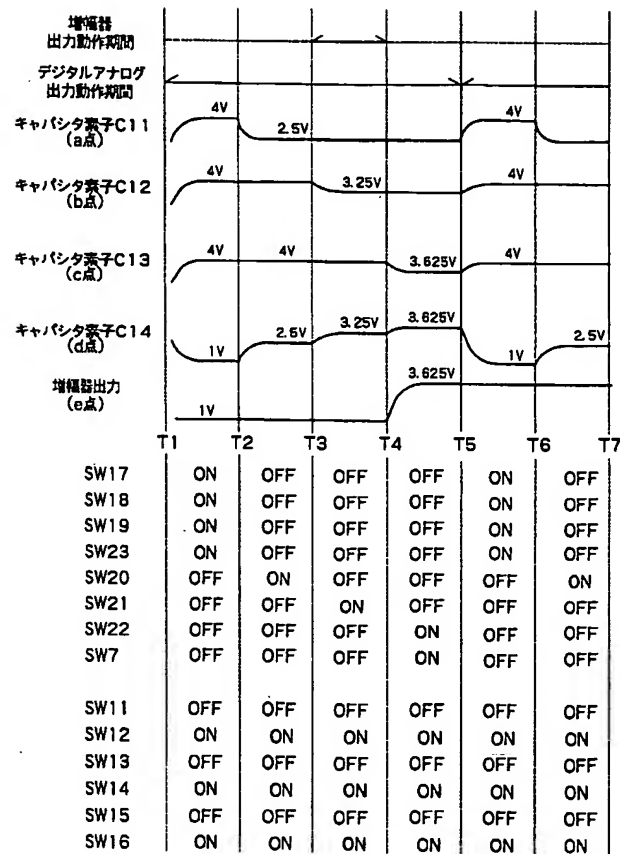 増幅器
出力動作期間
デジタルアナログ
出力動作期間
キャパシタ素子C11
(a点)
4V
2.5V
4V
キャパシタ素子C12
(b点)
4V
3.25V
4V
キャパシタ素子C13
(c点)
4V
4V
3.625V
4V
キャパシタ素子C14
(d点)
1V
2.5V
3.25V
3.625V
1V
2.5V
増幅器出力
(e点)
1V
3.625V
T1 T2 T3 T4 T5 T6 T7
SW17 ON OFF OFF OFF ON OFF
SW18 ON OFF OFF OFF ON OFF
SW19 ON OFF OFF OFF ON OFF
SW23 ON OFF OFF OFF ON OFF
SW20 OFF ON OFF OFF OFF ON
SW21 OFF OFF ON OFF OFF OFF
SW22 OFF OFF OFF ON OFF OFF
SW7 OFF OFF OFF ON OFF OFF
SW11 OFF OFF OFF OFF OFF OFF
SW12 ON ON ON ON ON ON
SW13 OFF OFF OFF OFF OFF OFF
SW14 ON ON ON ON ON ON
SW15 OFF OFF OFF OFF OFF OFF
SW16 ON ON ON ON ON ON